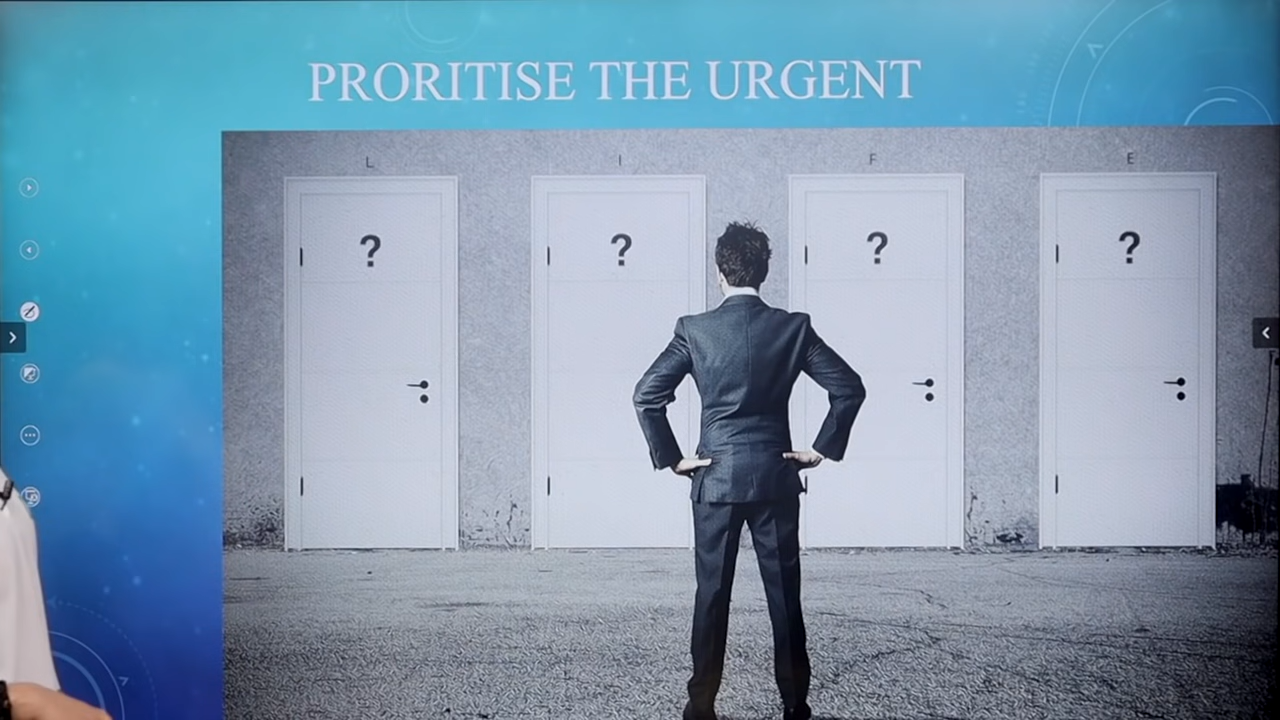 PRORITISE THE URGENT
L I F E
? ? ? ?